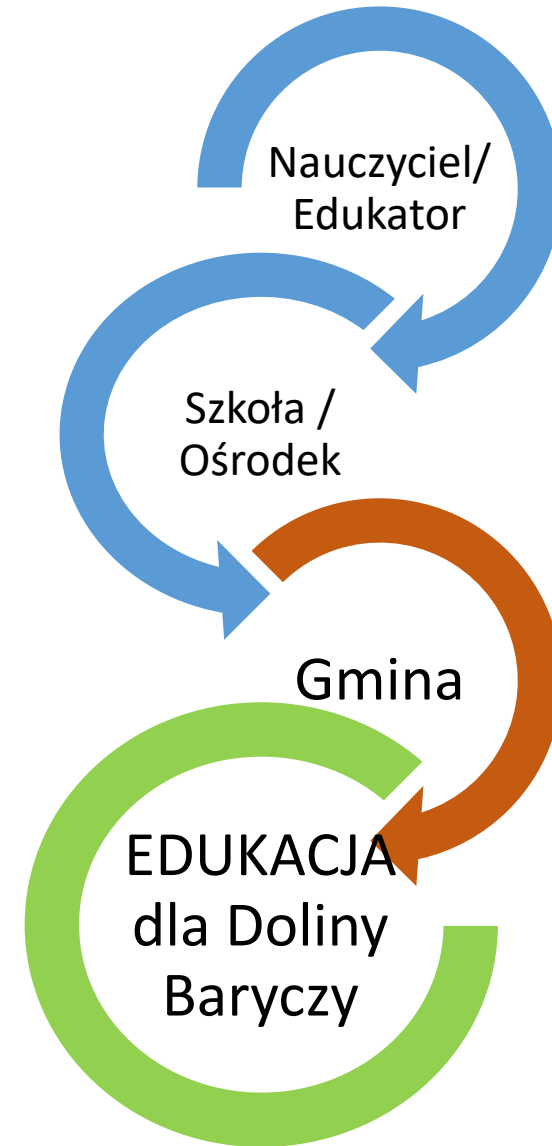 Nauczyciel/
Edukator
Szkoła /
Ośrodek
Gmina
EDUKACJA
dla Doliny
Baryczy